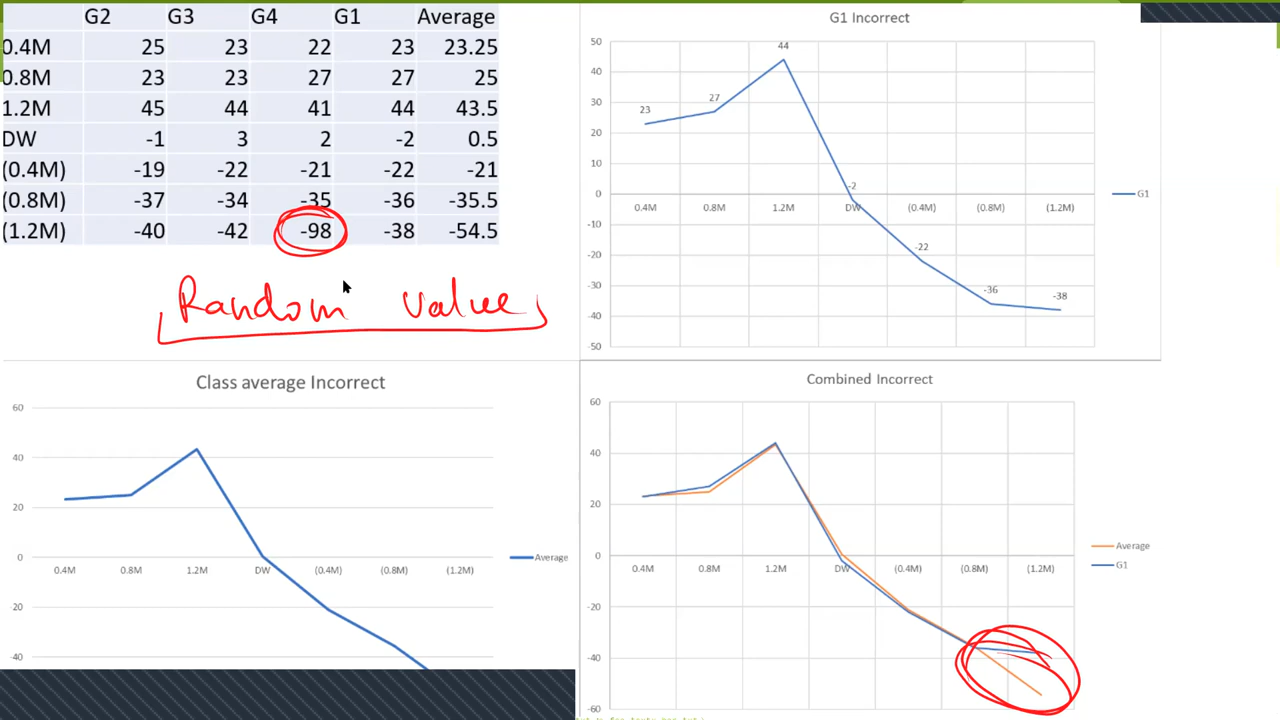 G2 G3 G4 G1 Average
0.4M 25 23 22 23 23.25
0.8M 23 23 27 27 25
1.2M 45 44 41 44 43.5
DW -1 3 2 -2 0.5
(0.4M) -19 -22 -21 -22 -21
(0.8M) -37 -34 -35 -36 -35.5
(1.2M) -40 -42 -98 -38 -54.5
Random value
G1 Incorrect
50
44
40
30
27
23
20
10
0
-2
0.4M 0.8M 1.2M DW (0.4M) (0.8M) (1.2M)
G1
-10
-22
-20
-30
-36
-38
-40
-50
Class average Incorrect
60
40
20
0
0.4M 0.8M 1.2M DW (0.4M) (0.8M) (1.2M)
Average
-20
-40
Combined Incorrect
60
40
20
0
0.4M 0.8M 1.2M DW (0.4M) (0.8M) (1.2M)
Average
G1
-20
-40
-60